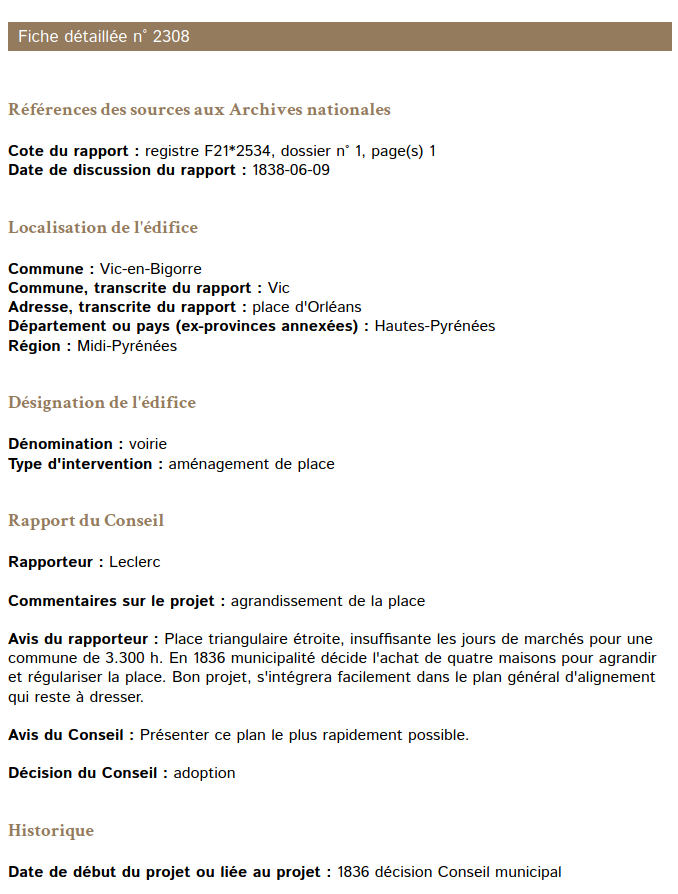 Fiche détaillée n° 2308
Références des sources aux Archives nationales
Cote du rapport : registre F21*2534, dossier n° 1, page(s) 1
Date de discussion du rapport : 1838-06-09
Localisation de l'édifice
Commune : Vic-en-Bigorre
Commune, transcrite du rapport : Vic
Adresse, transcrite du rapport : place d'Orléans
Département ou pays (ex-provinces annexées) : Hautes-Pyrénées
Région : Midi-Pyrénées
Désignation de l'édifice
Dénomination : voirie
Type d'intervention : aménagement de place
Rapport du Conseil
Rapporteur : Leclerc
Commentaires sur le projet : agrandissement de la place
Avis du rapporteur : Place triangulaire étroite, insuffisante les jours de marchés pour une
commune de 3.300 h. En 1836 municipalité décide l'achat de quatre maisons pour agrandir
et régulariser la place. Bon projet, s'intégrera facilement dans le plan général d'alignement
qui reste à dresser.
Avis du Conseil : Présenter ce plan le plus rapidement possible.
Décision du Conseil : adoption
Historique
Date de début du projet ou liée au projet : 1836 décision Conseil municipal